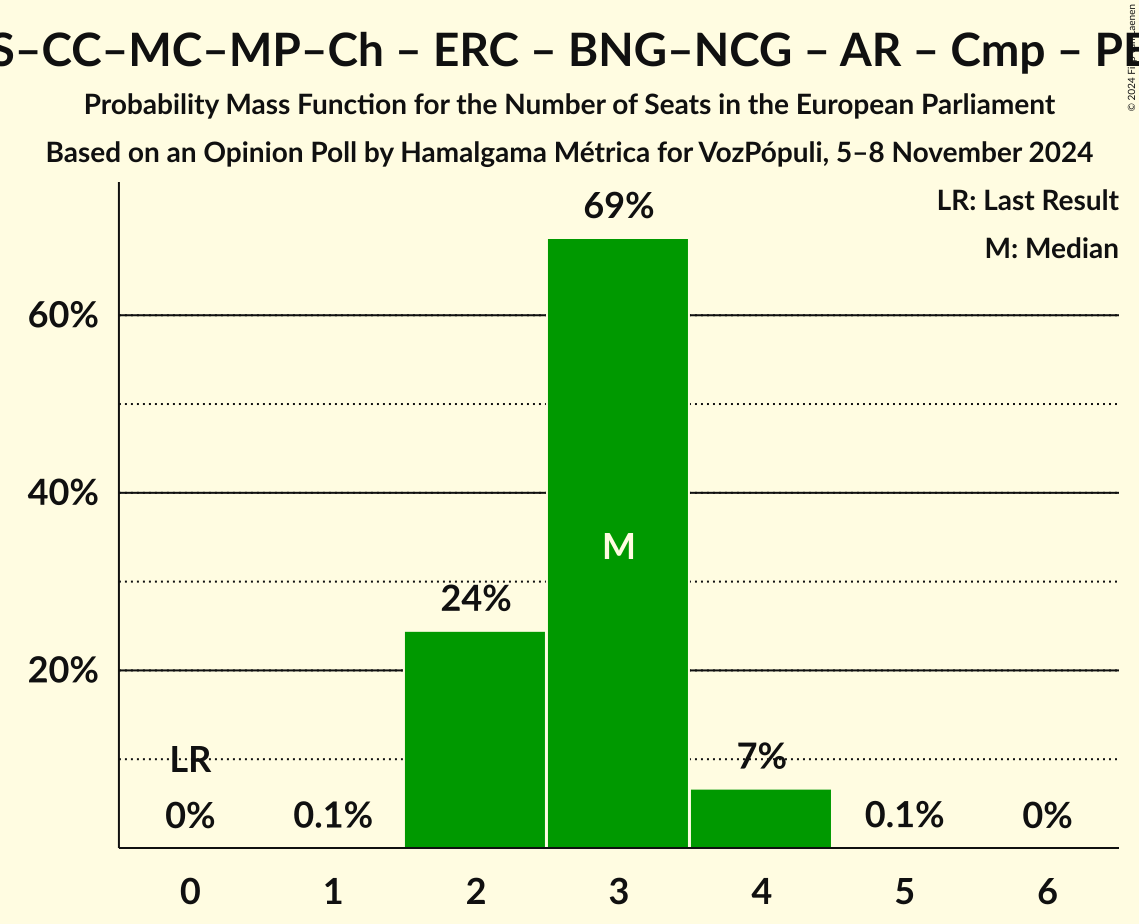 S–CC–MC–MP–Ch – ERC – BNG–NCG – AR – Cmp –
Probability Mass Function for the Number of Seats in the European Parliament
Based on an Opinion Poll by Hamalgama Métrica for VozPópuli, 5–8 November 2024
© 2024
LR: Last Result
M: Median
69%
60%
40%
M
24%
20%
LR
7%
0%
0.1%
0.1%
0%
0 1 2 3 4 5 6